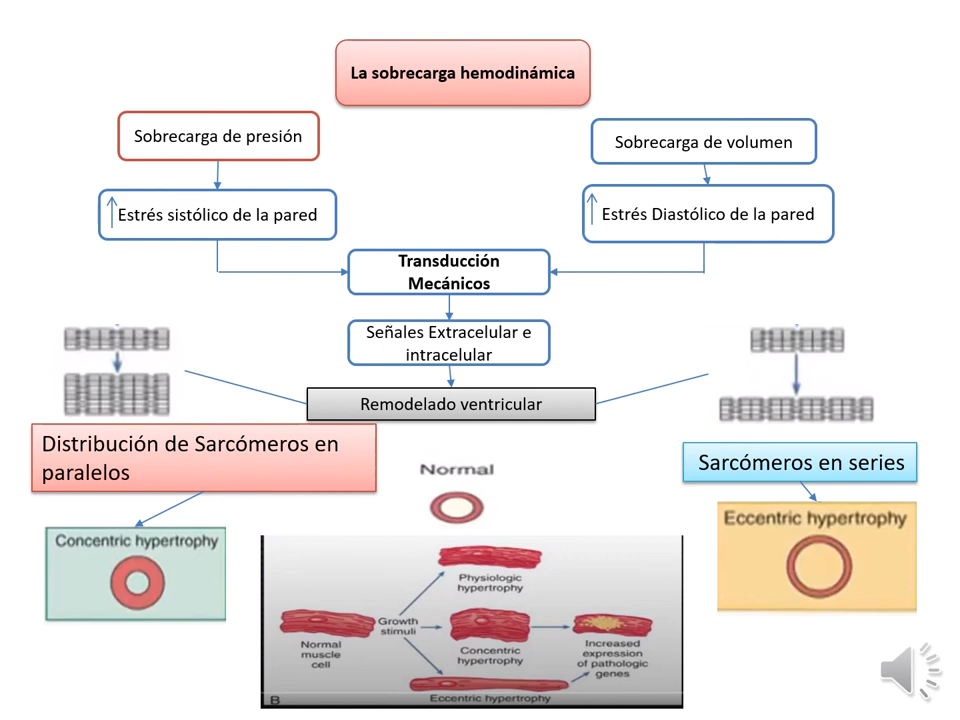 La sobrecarga hemodinámica
Sobrecarga de presión
Sobrecarga de volumen
Estrés sistólico de la pared
Estrés Diastólico de la pared
Transducción
Mecánicos
Señales Extracelular e
intracelular
Remodelado ventricular
Distribución de Sarcómeros en
paralelos
Sarcómeros en series
Normal
Concentric hypertrophy
Eccentric hypertrophy
Physiologic
hypertrophy
Growth
stimuli
Normal
muscle
cell
Concentric
hypertrophy
Increased
expression
of pathologic
genes
Eccentric hypertrophy
B